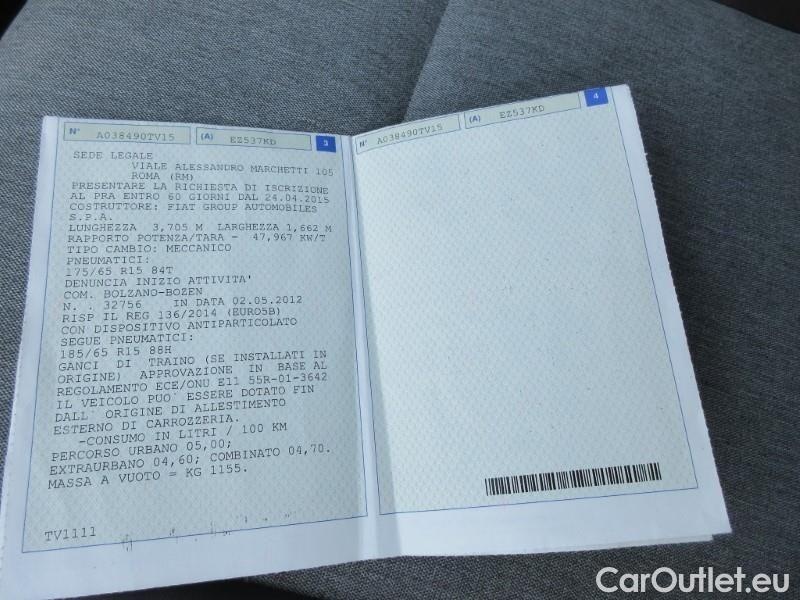 N° A038490TV15 (A) EZ537KD 3
SEDE LEGALE
VIALE ALESSANDRO MARCHETTI 105
ROMA (RM)
PRESENTARE LA RICHIESTA DI ISCRIZIONE
AL PRA ENTRO 60 GIORNI DAL 24.04.2015
COSTRUTTORE: FIAT GROUP AUTOMOBILES
S.P.A.
LUNGHEZZA 3,705 M LARGHEZZA 1,662 M
RAPPORTO POTENZA/TARA - 47,967 KW/T
TIPO CAMBIO: MECCANICO
PNEUMATICI:
175/65 R15 84T
DENUNCIA INIZIO ATTIVITA'
COM. BOLZANO-BOZEN
N. . 32756 IN DATA 02.05.2012
RISP IL REG 136/2014 (EURO5B)
CON DISPOSITIVO ANTIPARTICOLATO
SEGUE PNEUMATICI:
185/65 R15 88H
GANCI DI TRAINO (SE INSTALLATI IN
ORIGINE) APPROVAZIONE IN BASE AL
REGOLAMENTO ECE/ONU E11 55R-01-3642
IL VEICOLO PUO' ESSERE DOTATO FIN
DALL' ORIGINE DI ALLESTIMENTO
ESTERNO DI CARROZZERIA.
-CONSUMO IN LITRI / 100 KM
PERCORSO URBANO 05,00;
EXTRAURBANO 04,60; COMBINATO 04,70.
MASSA A VUOTO = KG 1155.
TV1111
N° A038490TV15 (A) EZ537KD 4
CarOutlet.eu